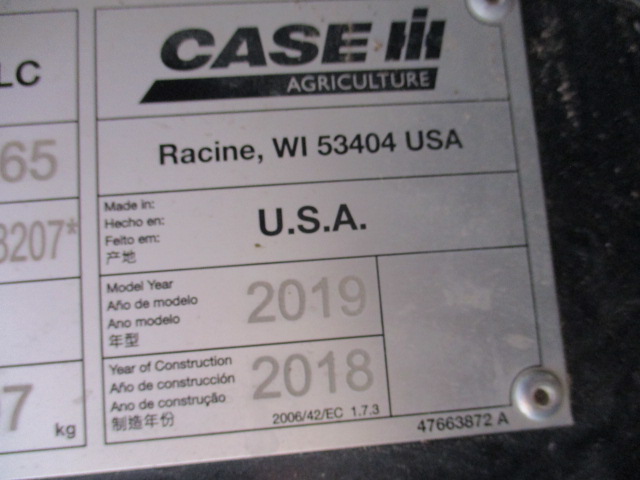 CASE IH
AGRICULTURE
LC
Racine, WI 53404 USA
65
Made in:
Hecho en:
Feito em:
产地
U.S.A.
3207*
Model Year
Año de modelo
Ano modelo
年型
2019
Year of Construction
Año de construcción
Ano de construção
制造年份
2018
7
kg
2006/42/EC 1.7.3
47663872 A